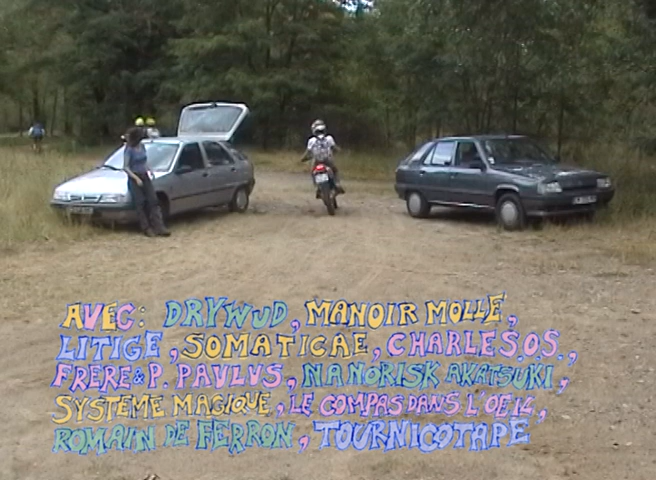 AVEC: DRYWUD, MANOIR MOLLE,
LITIGE, SOMATICAE, CHARLES.O.S.,
FRERE & P. PAVLVS, NANORISK AKATSUKI,
SYSTEME MAGIQUE, LE COMPAS DANS L'OEIL,
ROMAIN DE FERRON, TOURNICOTAPE